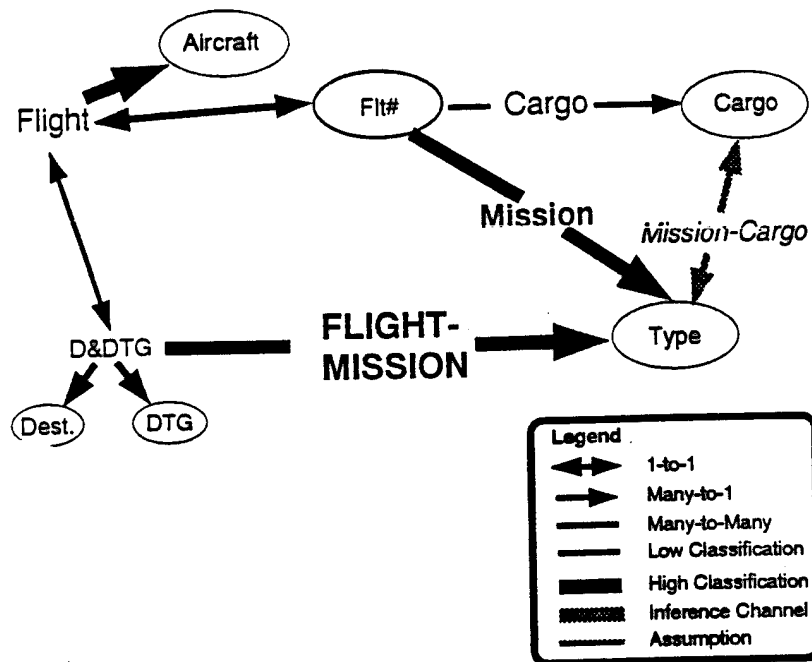 Aircraft
Flight
Flt#
Cargo
Cargo
Mission
Mission-Cargo
D&DTG
FLIGHT-
MISSION
Type
Dest.
DTG
Legend
1-to-1
Many-to-1
Many-to-Many
Low Classification
High Classification
Inference Channel
Assumption